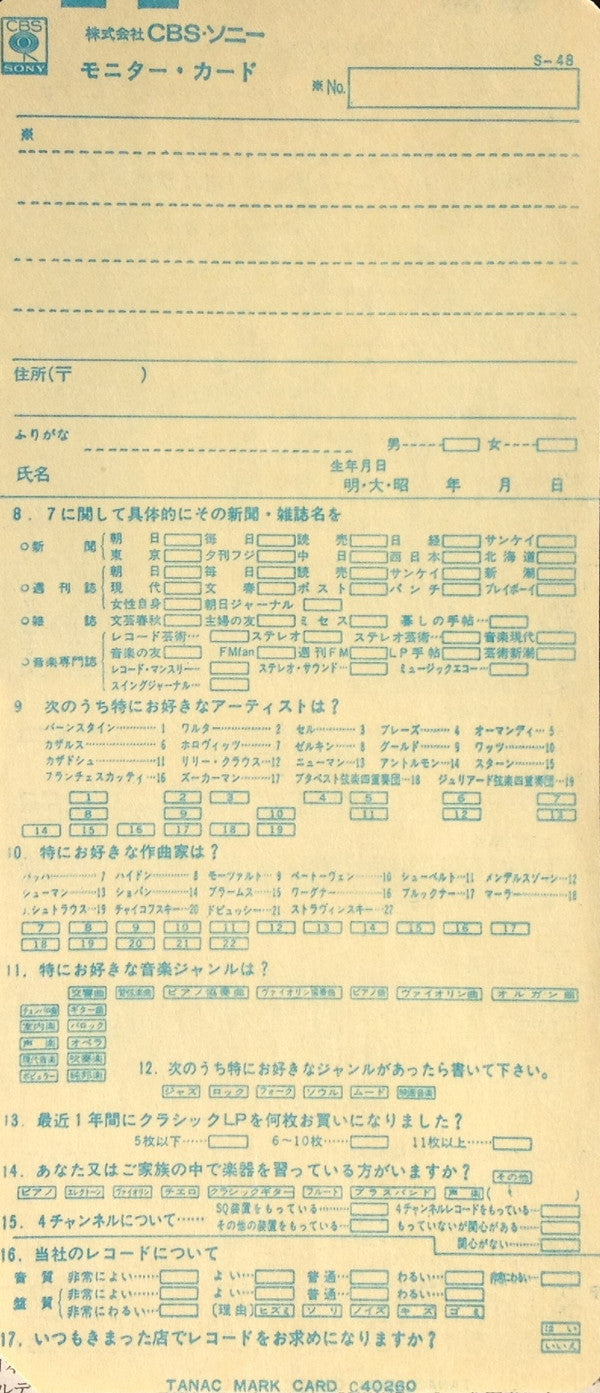 CBS
SONY
株式会社 CBS・ソニー
モニター・カード
S-48
※No.
※
住所(〒 )
ふりがな
男----- 女-----
氏名
生年月日
明・大・昭 年 月 日
8. 7に関して具体的にその新聞・雑誌名を
○新聞 朝日 毎日 読売 日経 サンケイ
東京 夕刊フジ 中日 西日本 北海道
○週刊誌 朝日 毎日 読売 サンケイ 新潮
現代 文春 ポスト パンチ プレイボーイ
女性自身 朝日ジャーナル
○雑誌 文芸春秋 主婦の友 ミセス 暮しの手帖…
○音楽専門誌 レコード芸術… ステレオ ステレオ芸術… 音楽現代
音楽の友 FMfan 週刊FM LP手帖 芸術新潮
レコード・マンスリー… ステレオ・サウンド… ミュージックエコー…
スイングジャーナル…
9 次のうち特にお好きなアーティストは?
バーンスタイン…………1 ワルター……………2 セル……………3 ブレーズ………4 オーマンディ…5
カザルス………………6 ホロヴィッツ………7 ゼルキン………8 グールド………9 ワッツ…………10
カザドシュ……………11 リリー・クラウス…12 ニューマン……13 アントルモン…14 スターン………15
フランチェスカッティ…16 ズーカーマン………17 ブタペスト弦楽四重奏団…18 ジュリアード弦楽四重奏団…19
1 2 3 4 5 6 7
8 9 10 11 12 13
14 15 16 17 18 19
10. 特にお好きな作曲家は?
バッハ…………7 ハイドン………8 モーツァルト…9 ベートーヴェン……10 シューベルト…11 メンデルスゾーン…12
シューマン……13 ショパン………14 ブラームス……15 ワーグナー………16 ブルックナー…17 マーラー…………18
J.シュトラウス…19 チャイコフスキー…20 ドビュッシー…21 ストラヴィンスキー…22
7 8 9 10 11 12 13 14 15 16 17
18 19 20 21 22
11. 特にお好きな音楽ジャンルは?
交響曲 管弦楽曲 ピアノ協奏曲 ヴァイオリン協奏曲 ピアノ曲 ヴァイオリン曲 オルガン曲
チェンバロ曲 ギター曲
室内楽 バロック
声楽 オペラ
現代音楽 吹奏楽
ポピュラー 純邦楽
12. 次のうち特にお好きなジャンルがあったら書いて下さい。
ジャズ ロック フォーク ソウル ムード 映画音楽
13. 最近1年間にクラシックLPを何枚お買いになりました?
5枚以下…… 6~10枚…… 11枚以上……
14. あなた又はご家族の中で楽器を習っている方がいますか? その他
ピアノ エレクトーン ヴァイオリン チェロ クラシックギター フルート ブラスバンド 声楽 ( )
15. 4チャンネルについて…… SQ装置をもっている…… 4チャンネルレコードをもっている…
その他の装置をもっている… もっていないが関心がある…
関心がない……
16. 当社のレコードについて
音質 非常によい…… よい… 普通… わるい… 非常にわるい…
盤質 非常によい…… よい… 普通… わるい…
非常にわるい… (理由) ヒズミ ソリ ノイズ キズ ゴミ
17. いつもきまった店でレコードをお求めになりますか? はい
いいえ
TANAC MARK CARD C40260